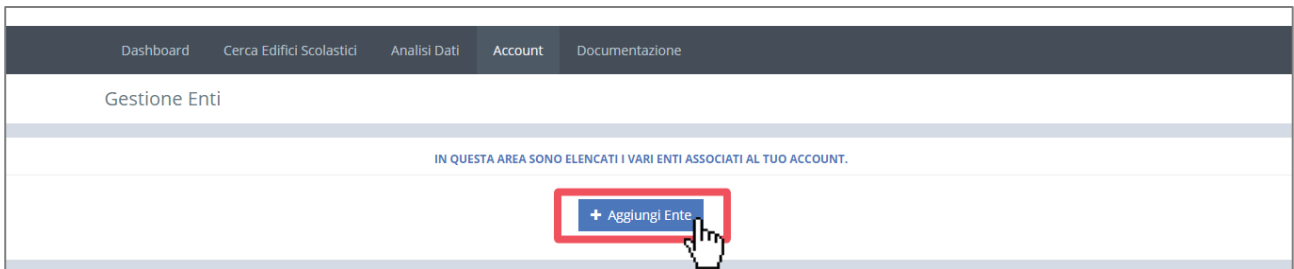 Dashboard Cerca Edifici Scolastici Analisi Dati Account Documentazione
Gestione Enti
IN QUESTA AREA SONO ELENCATI I VARI ENTI ASSOCIATI AL TUO ACCOUNT.
+ Aggiungi Ente